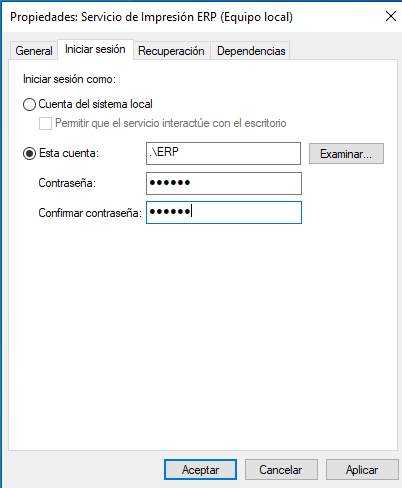 Propiedades: Servicio de Impresión ERP (Equipo local)
General Iniciar sesión Recuperación Dependencias
Iniciar sesión como:
Cuenta del sistema local
Permitir que el servicio interactúe con el escritorio
Esta cuenta: .\ERP Examinar...
Contraseña: ●●●●●●
Confirmar contraseña: ●●●●●●
Aceptar Cancelar Aplicar